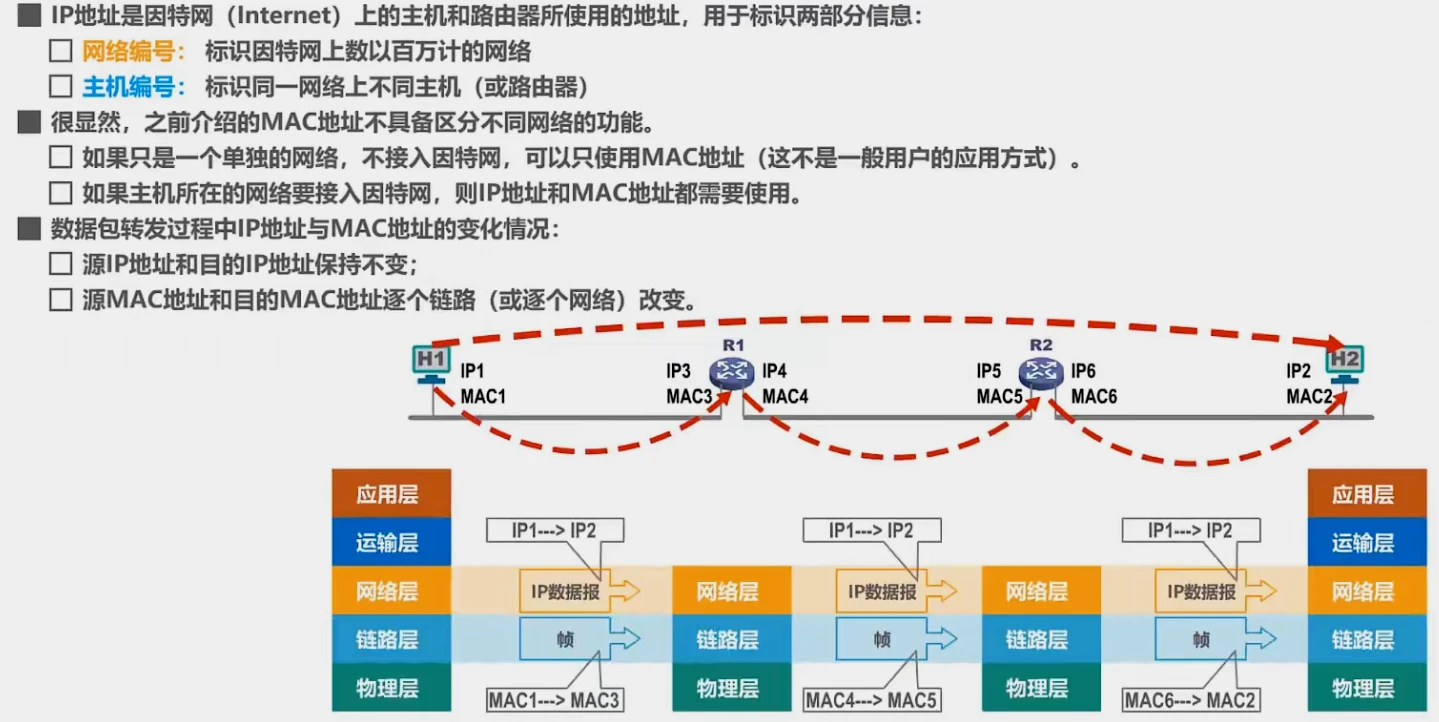 IP地址是因特网（Internet）上的主机和路由器所使用的地址，用于标识两部分信息：
网络编号： 标识因特网上数以百万计的网络
主机编号： 标识同一网络上不同主机（或路由器）
很显然，之前介绍的MAC地址不具备区分不同网络的功能。
如果只是一个单独的网络，不接入因特网，可以只使用MAC地址（这不是一般用户的应用方式）。
如果主机所在的网络要接入因特网，则IP地址和MAC地址都需要使用。
数据包转发过程中IP地址与MAC地址的变化情况：
源IP地址和目的IP地址保持不变；
源MAC地址和目的MAC地址逐个链路（或逐个网络）改变。
R1 R2
H1 IP1 IP3 IP4 IP5 IP6 IP2 H2
MAC1 MAC3 MAC4 MAC5 MAC6 MAC2
应用层 应用层
运输层 IP1---> IP2 IP1---> IP2 IP1---> IP2 运输层
网络层 IP数据报 网络层 IP数据报 网络层 IP数据报 网络层
链路层 帧 链路层 帧 链路层 帧 链路层
物理层 MAC1---> MAC3 物理层 MAC4---> MAC5 物理层 MAC6---> MAC2 物理层